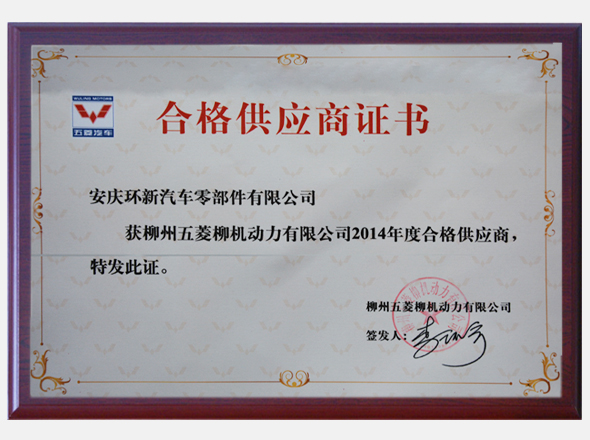 WULING MOTORS
五菱汽车
合格供应商证书
安庆环新汽车零部件有限公司
获柳州五菱柳机动力有限公司2014年度合格供应商，
特发此证。
柳州五菱柳机动力有限公司
签发人：